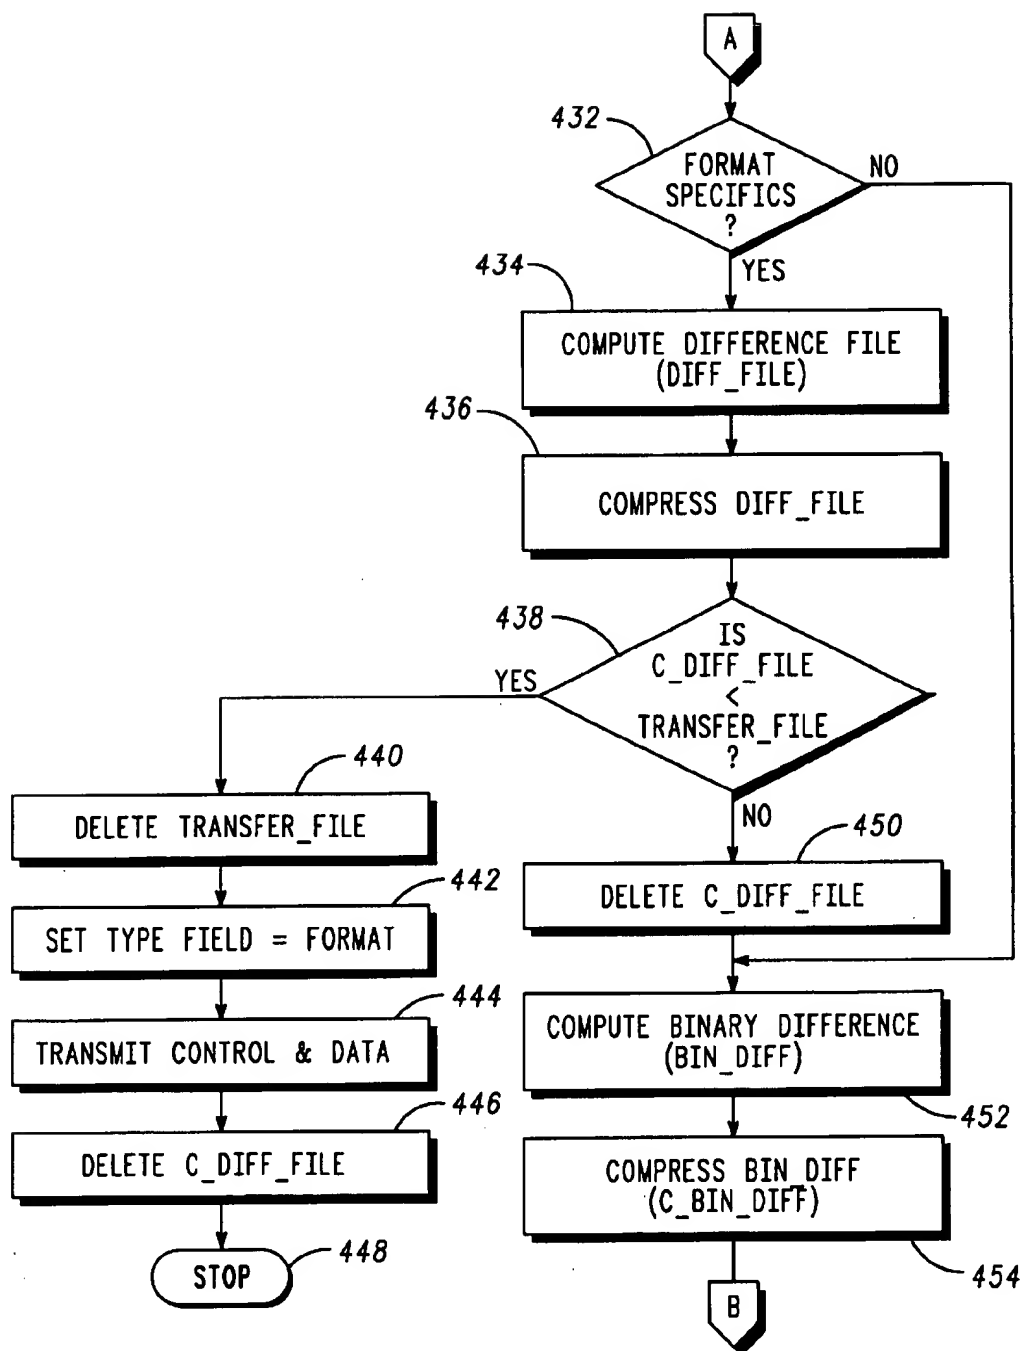 A
432
FORMAT
SPECIFICS
?
NO
YES
434
COMPUTE DIFFERENCE FILE
(DIFF_FILE)
436
COMPRESS DIFF_FILE
438
IS
C_DIFF_FILE
<
TRANSFER_FILE
?
YES
NO
440
DELETE TRANSFER_FILE
442
SET TYPE FIELD = FORMAT
444
TRANSMIT CONTROL & DATA
446
DELETE C_DIFF_FILE
448
STOP
450
DELETE C_DIFF_FILE
COMPUTE BINARY DIFFERENCE
(BIN_DIFF)
452
COMPRESS BIN_DIFF
(C_BIN_DIFF)
454
B